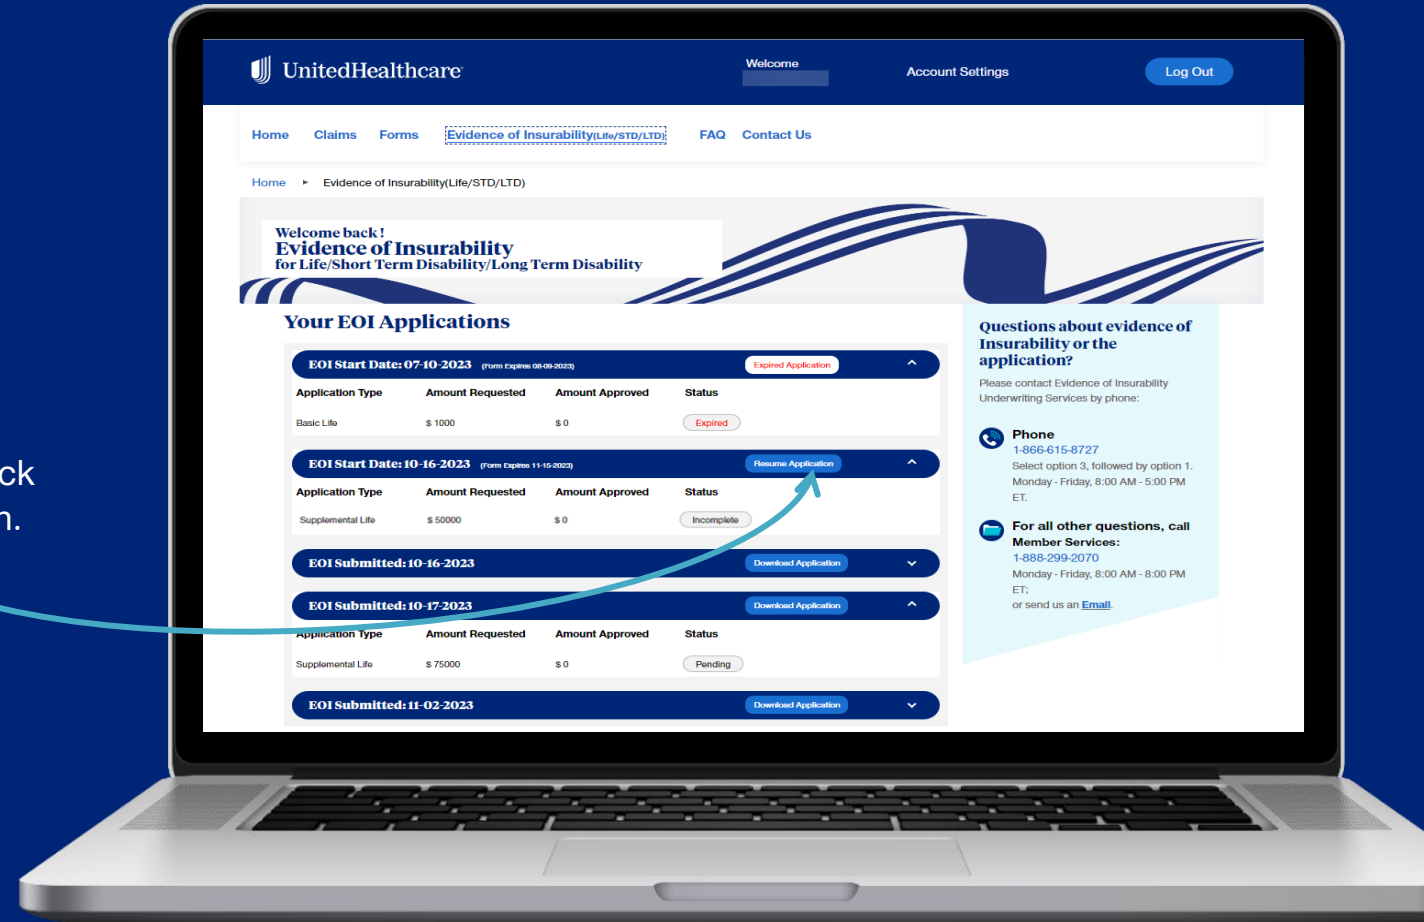 UnitedHealthcare
Welcome
Account Settings
Log Out
Home Claims Forms Evidence of Insurability(Life/STD/LTD) FAQ Contact Us
Home ► Evidence of Insurability(Life/STD/LTD)
Welcome back!
Evidence of Insurability
for Life/Short Term Disability/Long Term Disability
Your EOI Applications
EOI Start Date: 07-10-2023 (Form Expires 08-09-2023) Expired Application
Application Type Amount Requested Amount Approved Status
Basic Life $ 1000 $ 0 Expired
EOI Start Date: 10-16-2023 (Form Expires 11-15-2023) Resume Application
Application Type Amount Requested Amount Approved Status
Supplemental Life $ 50000 $ 0 Incomplete
EOI Submitted: 10-16-2023 Download Application
EOI Submitted: 10-17-2023 Download Application
Application Type Amount Requested Amount Approved Status
Supplemental Life $ 75000 $ 0 Pending
EOI Submitted: 11-02-2023 Download Application
Questions about evidence of
Insurability or the
application?
Please contact Evidence of Insurability
Underwriting Services by phone:
Phone
1-866-615-8727
Select option 3, followed by option 1.
Monday - Friday, 8:00 AM - 5:00 PM
ET.
For all other questions, call
Member Services:
1-888-299-2070
Monday - Friday, 8:00 AM - 8:00 PM
ET;
or send us an Email.